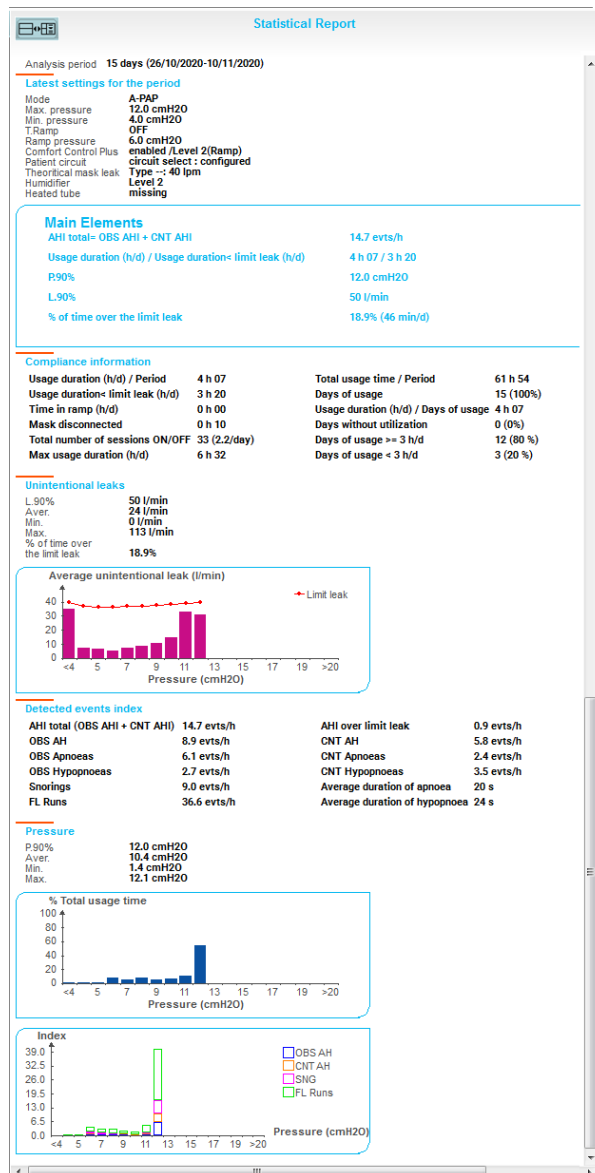 Statistical Report
Analysis period 15 days (26/10/2020-10/11/2020)
Latest settings for the period
Mode A-PAP
Max. pressure 12.0 cmH2O
Min. pressure 4.0 cmH2O
T.Ramp OFF
Ramp pressure 6.0 cmH2O
Comfort Control Plus enabled /Level 2(Ramp)
Patient circuit circuit select : configured
Theoritical mask leak Type --: 40 lpm
Humidifier Level 2
Heated tube missing
Main Elements
AHI total= OBS AHI + CNT AHI 14.7 evts/h
Usage duration (h/d) / Usage duration< limit leak (h/d) 4 h 07 / 3 h 20
P.90% 12.0 cmH2O
L.90% 50 l/min
% of time over the limit leak 18.9% (46 min/d)
Compliance information
Usage duration (h/d) / Period 4 h 07 Total usage time / Period 61 h 54
Usage duration< limit leak (h/d) 3 h 20 Days of usage 15 (100%)
Time in ramp (h/d) 0 h 00 Usage duration (h/d) / Days of usage 4 h 07
Mask disconnected 0 h 10 Days without utilization 0 (0%)
Total number of sessions ON/OFF 33 (2.2/day) Days of usage >= 3 h/d 12 (80 %)
Max usage duration (h/d) 6 h 32 Days of usage < 3 h/d 3 (20 %)
Unintentional leaks
L.90% 50 l/min
Aver. 24 l/min
Min. 0 l/min
Max. 113 l/min
% of time over
the limit leak 18.9%
Average unintentional leak (l/min)
Limit leak
40
30
20
10
0
<4 5 7 9 11 13 15 17 19 >20
Pressure (cmH2O)
Detected events index
AHI total (OBS AHI + CNT AHI) 14.7 evts/h AHI over limit leak 0.9 evts/h
OBS AH 8.9 evts/h CNT AH 5.8 evts/h
OBS Apnoeas 6.1 evts/h CNT Apnoeas 2.4 evts/h
OBS Hypopnoeas 2.7 evts/h CNT Hypopnoeas 3.5 evts/h
Snorings 9.0 evts/h Average duration of apnoea 20 s
FL Runs 36.6 evts/h Average duration of hypopnoea 24 s
Pressure
P.90% 12.0 cmH2O
Aver. 10.4 cmH2O
Min. 1.4 cmH2O
Max. 12.1 cmH2O
% Total usage time
100
80
60
40
20
0
<4 5 7 9 11 13 15 17 19 >20
Pressure (cmH2O)
Index
39.0
32.5
26.0
19.5
13.0
6.5
0.0
OBS AH
CNT AH
SNG
FL Runs
<4 5 7 9 11 13 15 17 19 >20
Pressure (cmH2O)